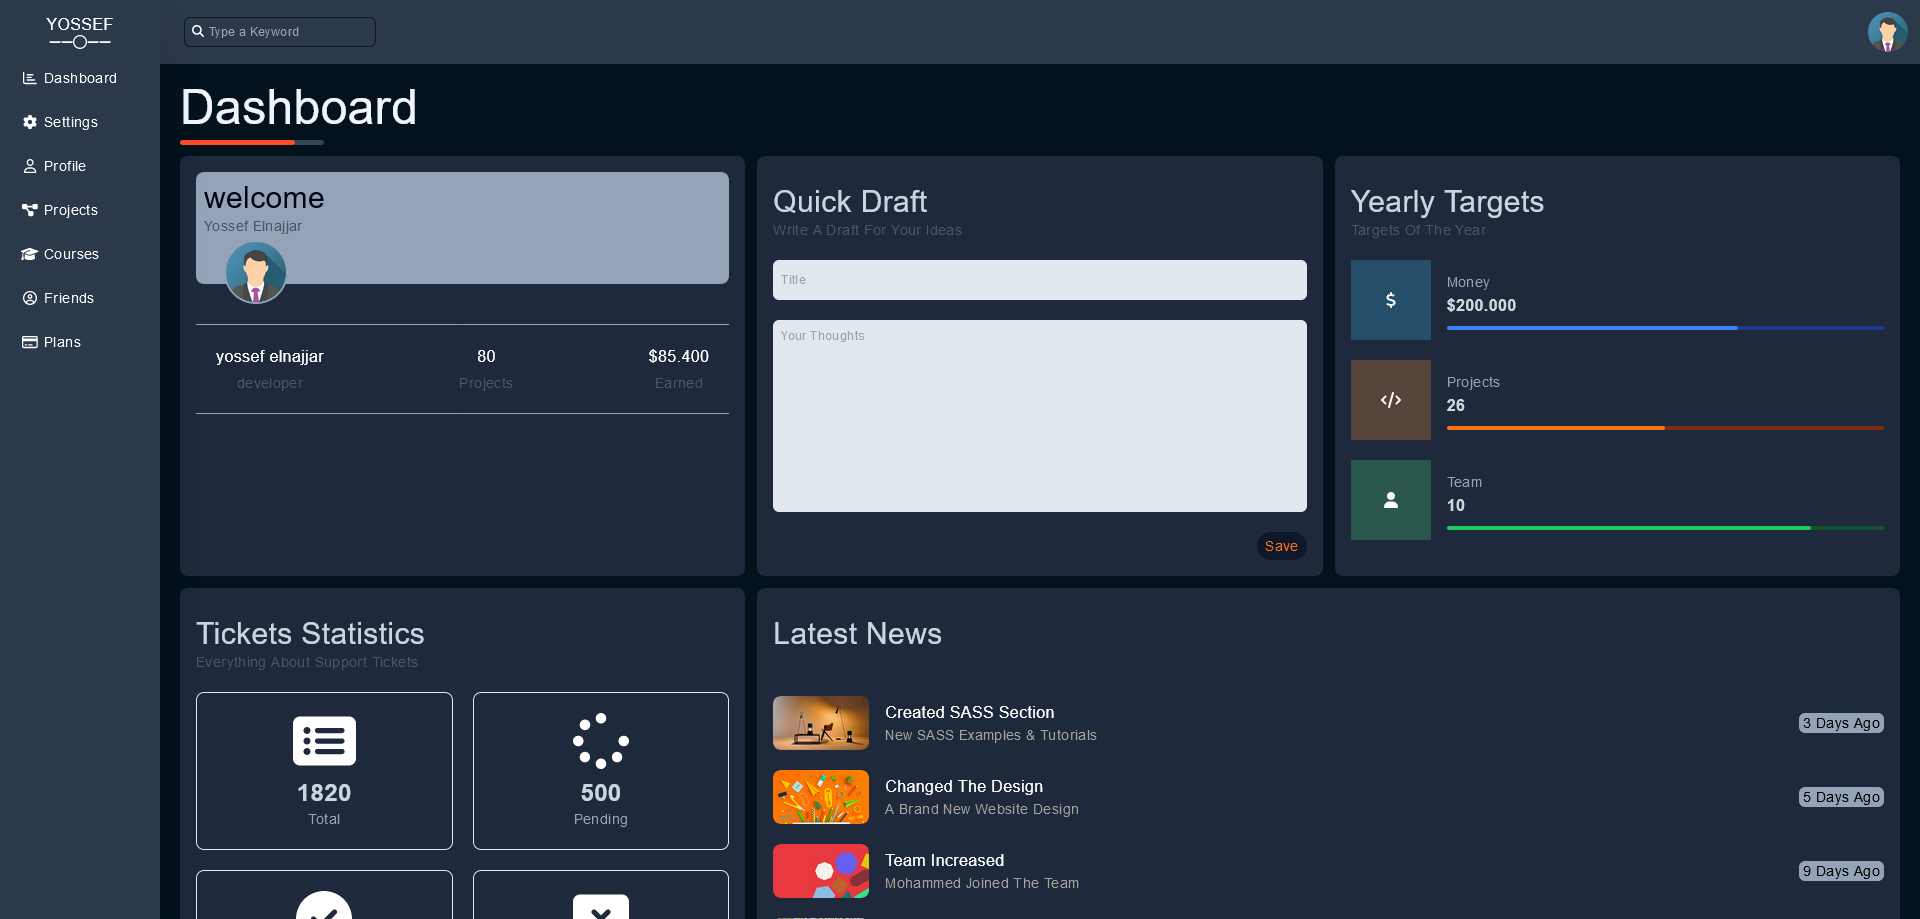 YOSSEF
Type a Keyword
Dashboard
Settings
Profile
Projects
Courses
Friends
Plans
Dashboard
welcome
Yossef Elnajjar
yossef elnajjar
developer
80
Projects
$85.400
Earned
Quick Draft
Write A Draft For Your Ideas
Title
Your Thoughts
Save
Yearly Targets
Targets Of The Year
Money
$200.000
Projects
26
Team
10
Tickets Statistics
Everything About Support Tickets
1820
Total
500
Pending
Latest News
Created SASS Section
New SASS Examples & Tutorials
3 Days Ago
Changed The Design
A Brand New Website Design
5 Days Ago
Team Increased
Mohammed Joined The Team
9 Days Ago